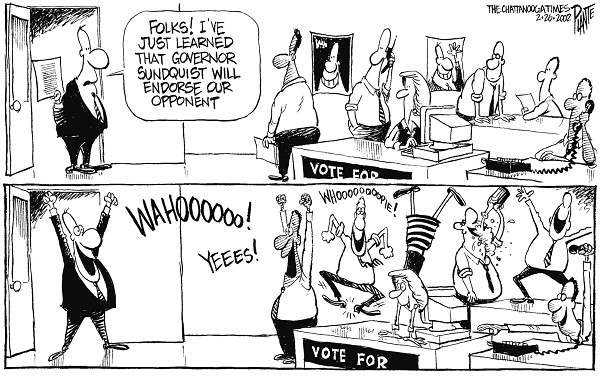 THE CHATTANOOGA TIMES
2·26·2002 PLANTE
FOLKS! I'VE
JUST LEARNED
THAT GOVERNOR
SUNDQUIST WILL
ENDORSE OUR
OPPONENT
VOTE FOR
WAHOOOOOO!
YEEES!
WHOOOOOOOPIE!
VOTE FOR